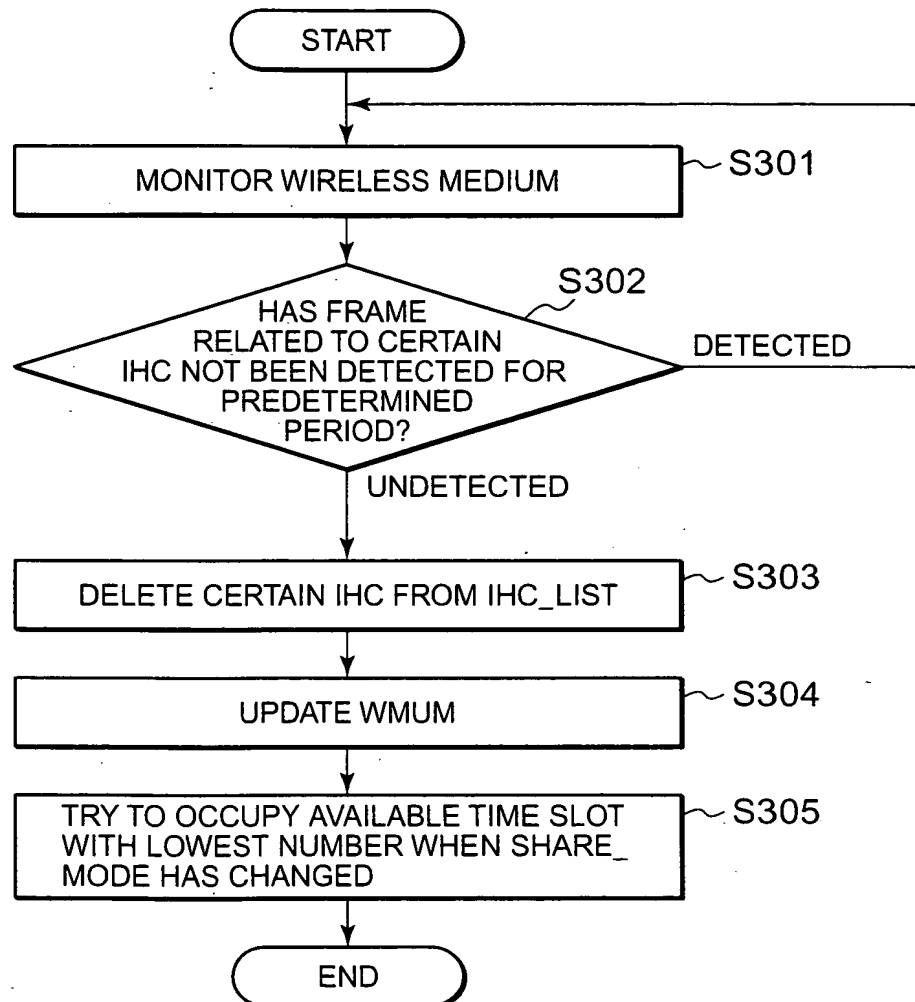 START
MONITOR WIRELESS MEDIUM
S301
S302
HAS FRAME
RELATED TO CERTAIN
IHC NOT BEEN DETECTED FOR
PREDETERMINED
PERIOD?
DETECTED
UNDETECTED
DELETE CERTAIN IHC FROM IHC_LIST
S303
UPDATE WMUM
S304
TRY TO OCCUPY AVAILABLE TIME SLOT
WITH LOWEST NUMBER WHEN SHARE_
MODE HAS CHANGED
S305
END